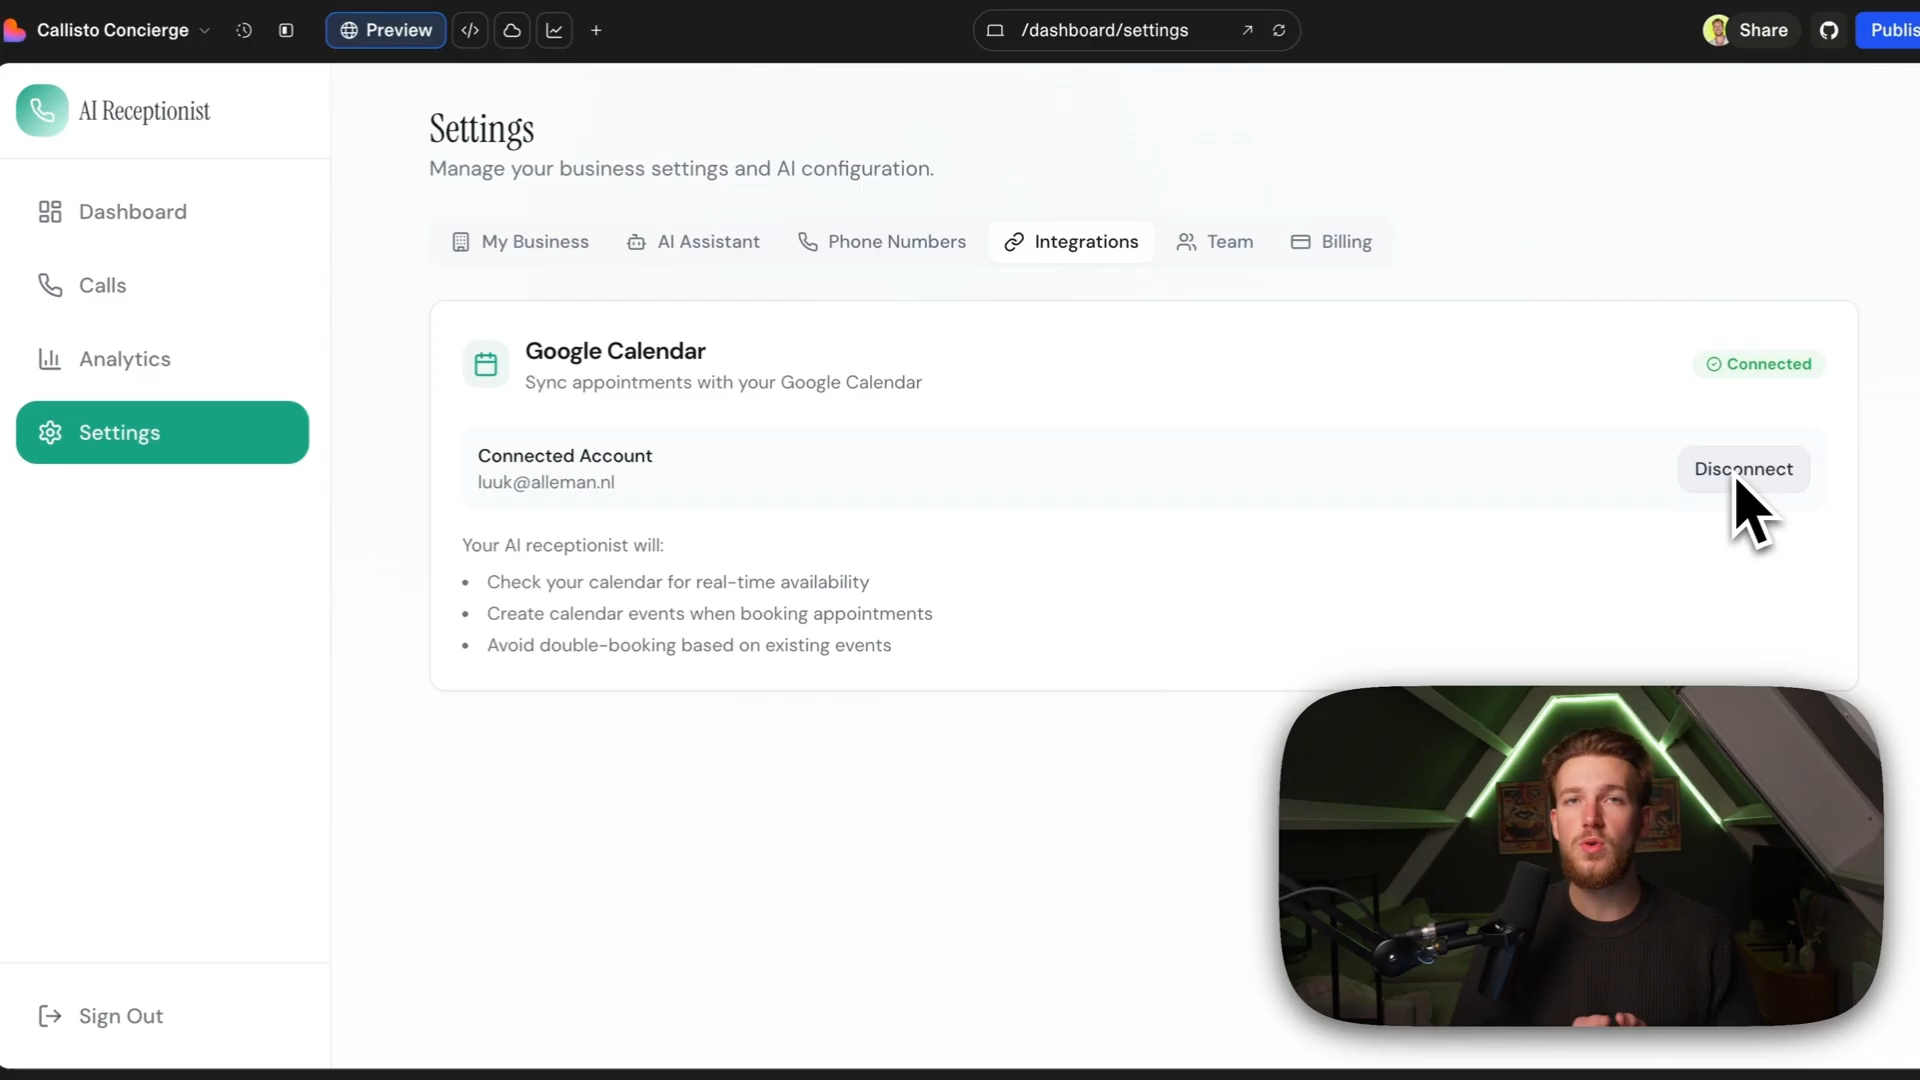 Callisto Concierge
Preview
/dashboard/settings
Share
Publis
AI Receptionist
Dashboard
Calls
Analytics
Settings
Sign Out
Settings
Manage your business settings and AI configuration.
My Business
AI Assistant
Phone Numbers
Integrations
Team
Billing
Google Calendar
Sync appointments with your Google Calendar
Connected
Connected Account
luuk@alleman.nl
Disconnect
Your AI receptionist will:
• Check your calendar for real-time availability
• Create calendar events when booking appointments
• Avoid double-booking based on existing events